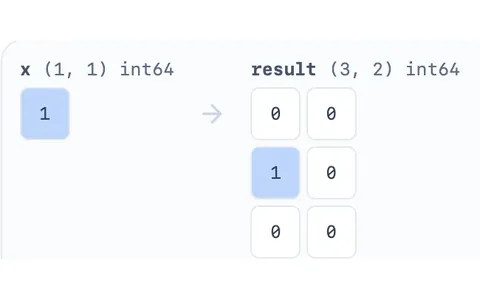 x (1, 1) int64 result (3, 2) int64
1 → 0 0
1 0
0 0